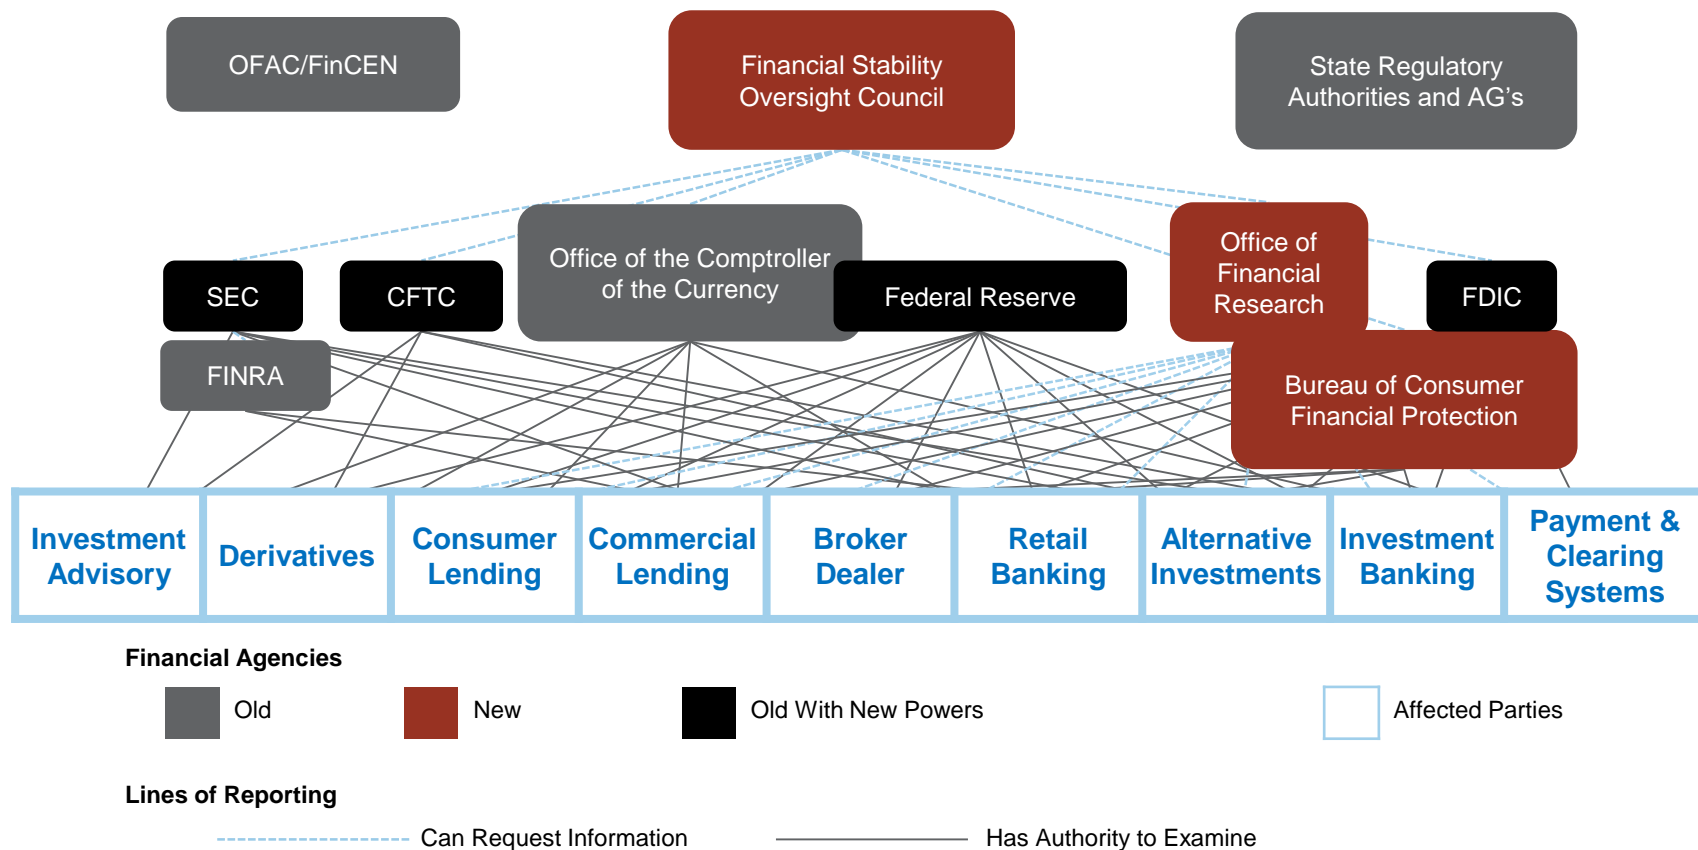 OFAC/FinCEN
Financial Stability
Oversight Council
State Regulatory
Authorities and AG's
Office of the Comptroller
of the Currency
Office of
Financial
Research
SEC
CFTC
Federal Reserve
FDIC
FINRA
Bureau of Consumer
Financial Protection
Investment
Advisory
Derivatives
Consumer
Lending
Commercial
Lending
Broker
Dealer
Retail
Banking
Alternative
Investments
Investment
Banking
Payment &
Clearing
Systems
Financial Agencies
Old
New
Old With New Powers
Affected Parties
Lines of Reporting
Can Request Information
Has Authority to Examine